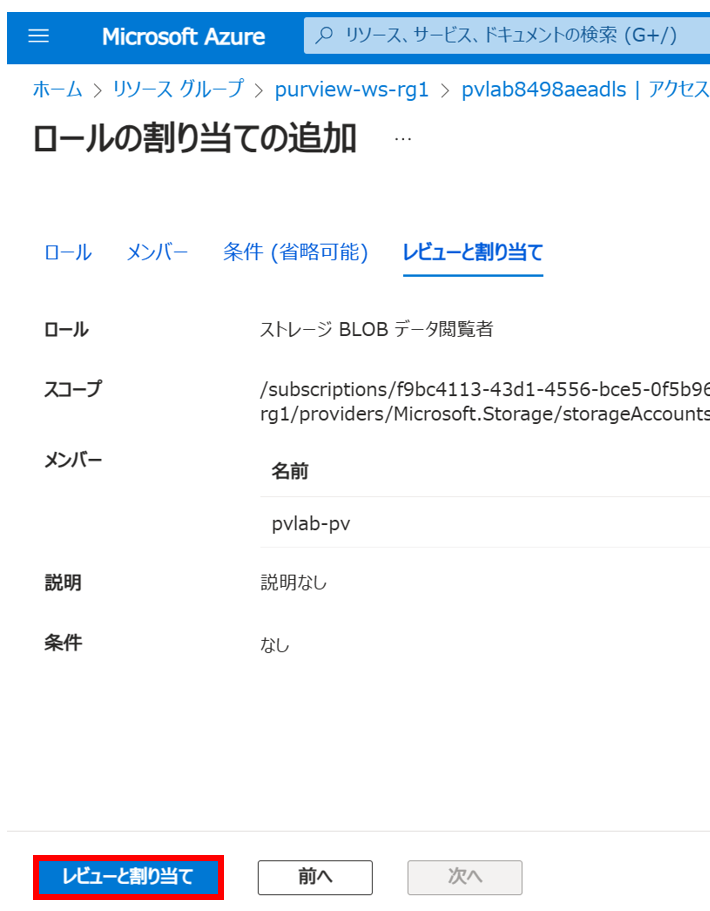 Microsoft Azure
リソース、サービス、ドキュメントの検索 (G+/)
ホーム > リソース グループ > purview-ws-rg1 > pvlab8498aeadls | アクセス
ロールの割り当ての追加 ...
ロール メンバー 条件 (省略可能) レビューと割り当て
ロール ストレージ BLOB データ閲覧者
スコープ /subscriptions/f9bc4113-43d1-4556-bce5-0f5b96
rg1/providers/Microsoft.Storage/storageAccounts
メンバー 名前
pvlab-pv
説明 説明なし
条件 なし
レビューと割り当て 前へ 次へ